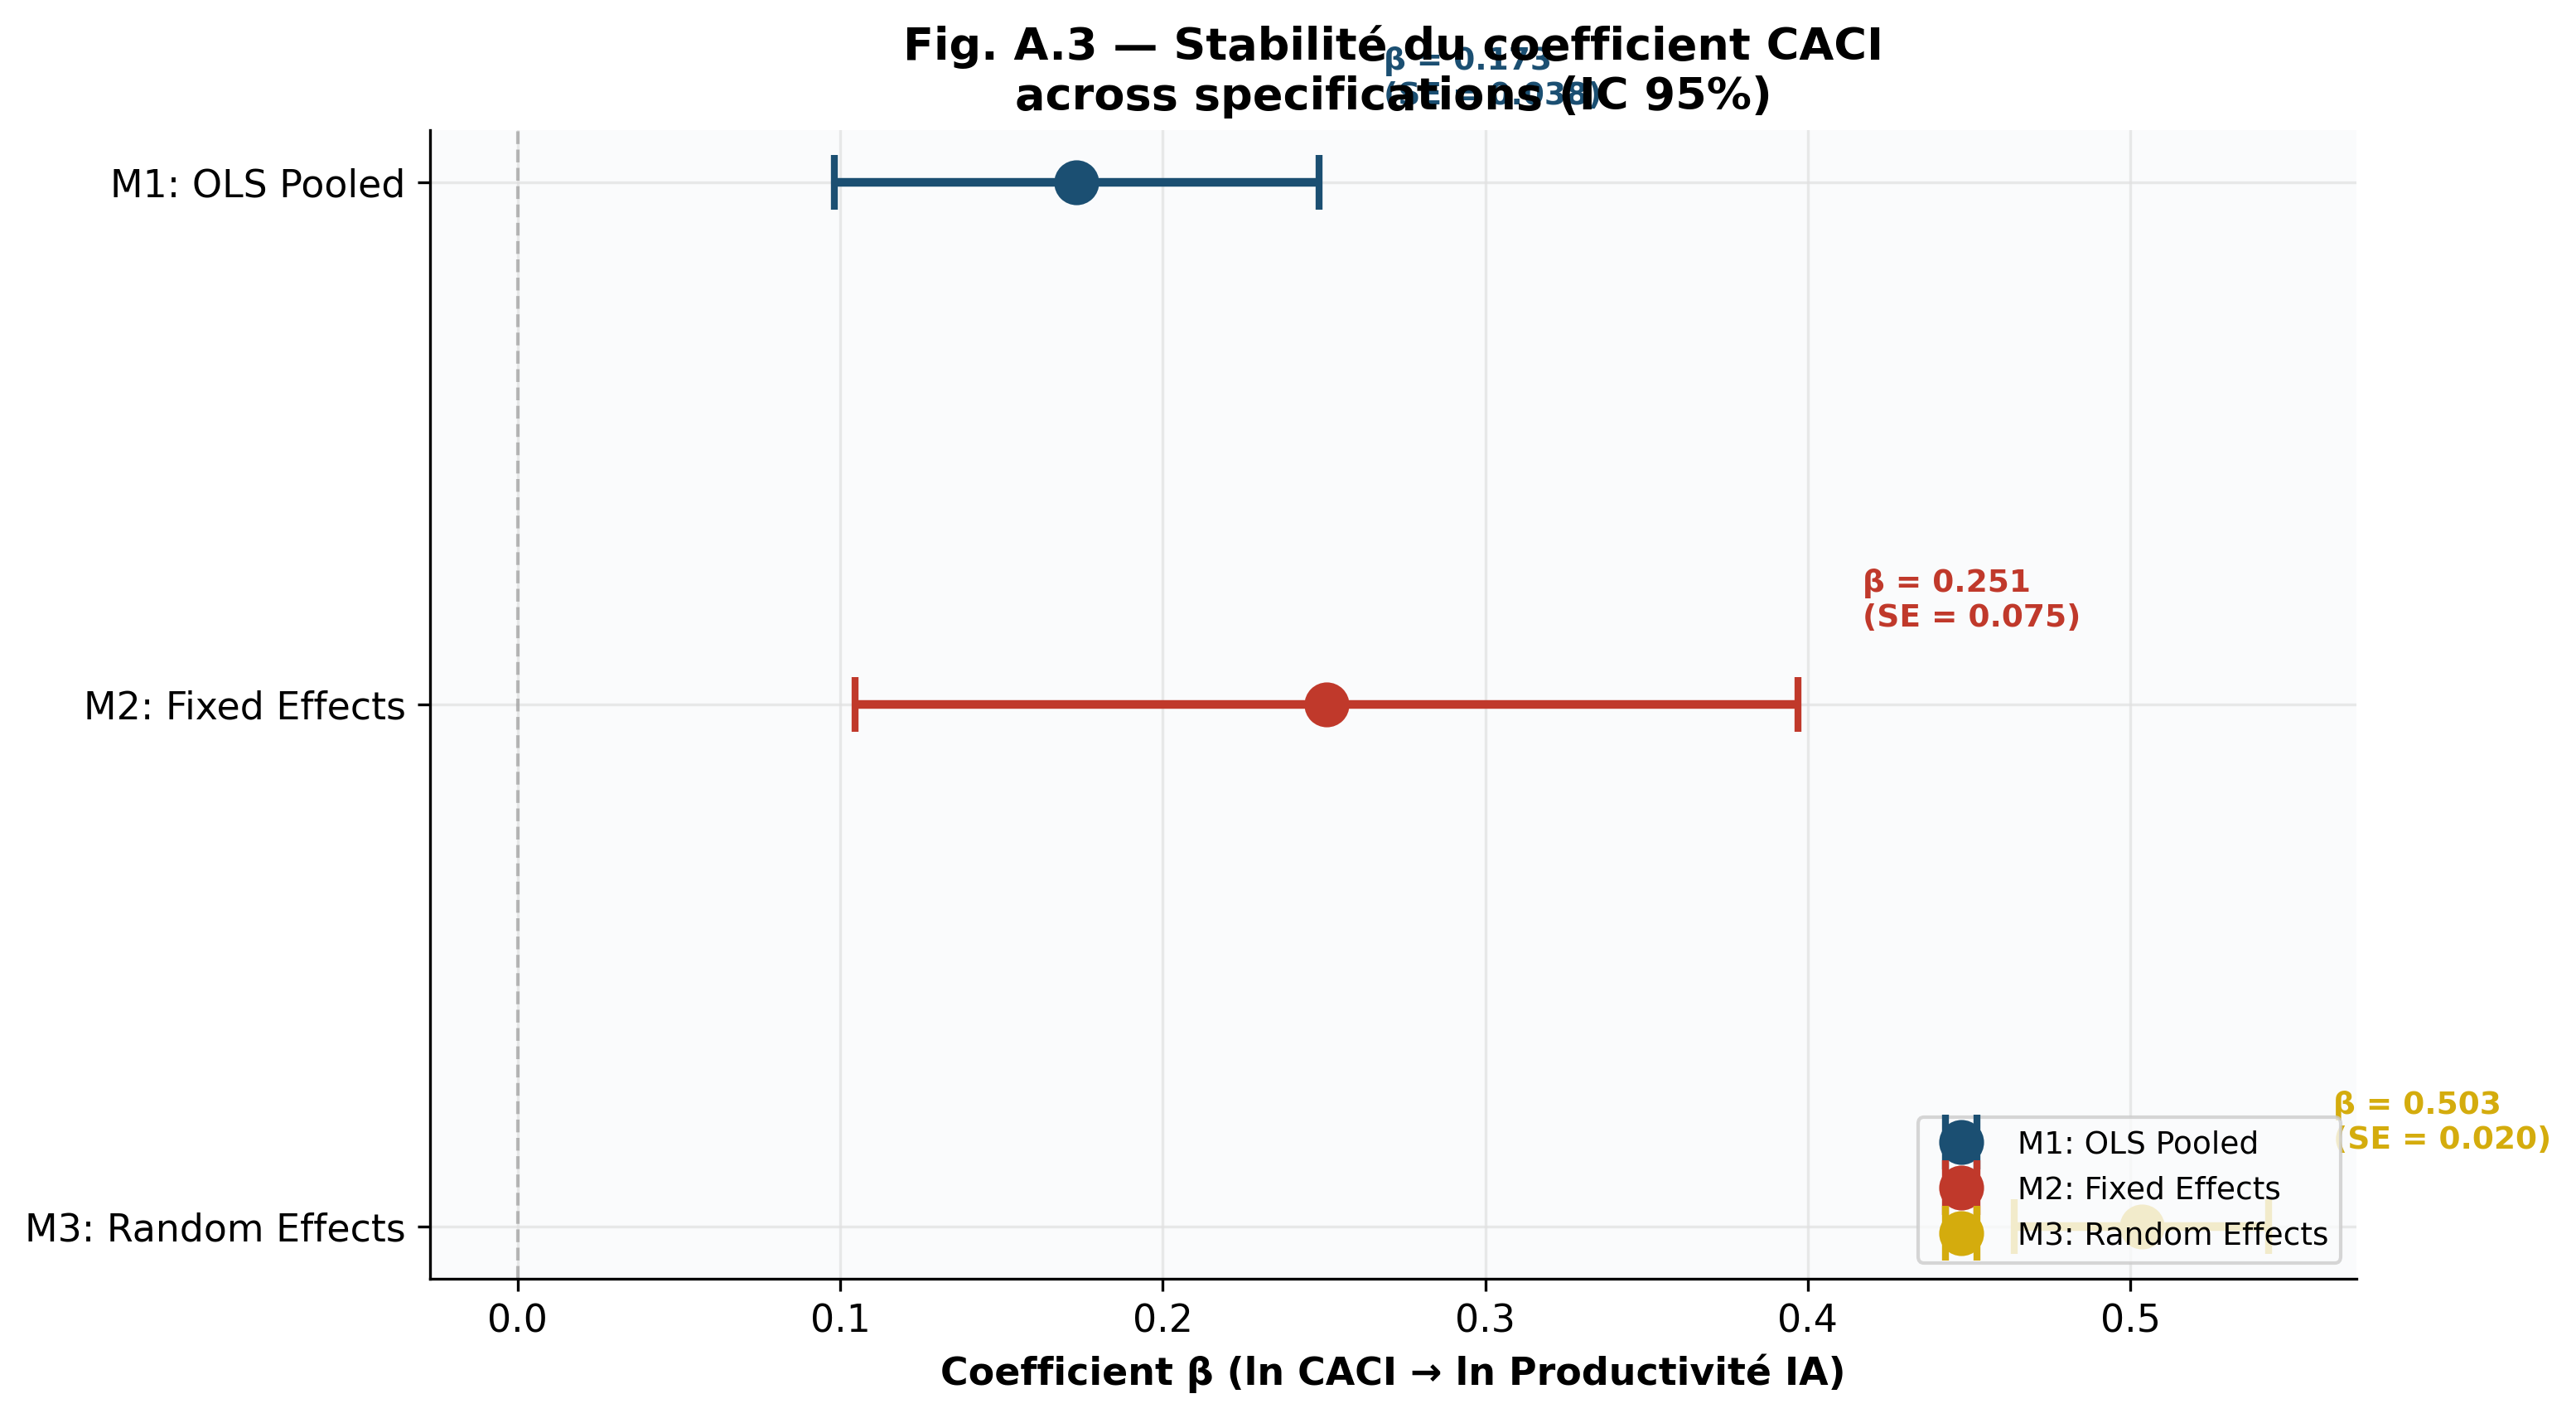 Fig. A.3 — Stabilité du coefficient CACI
across specifications (IC 95%)
β = 0.173
(SE = 0.038)
M1: OLS Pooled
β = 0.251
(SE = 0.075)
M2: Fixed Effects
β = 0.503
(SE = 0.020)
M3: Random Effects
M1: OLS Pooled
M2: Fixed Effects
M3: Random Effects
0.0 0.1 0.2 0.3 0.4 0.5
Coefficient β (ln CACI → ln Productivité IA)